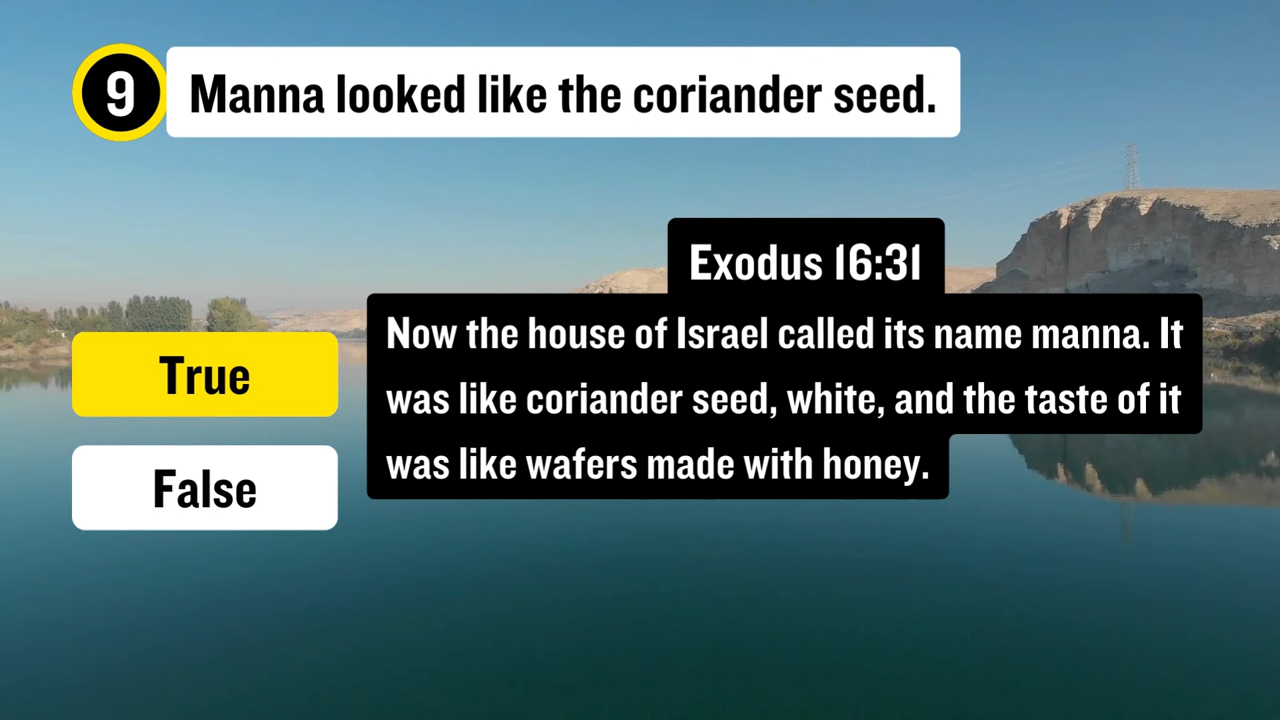 9
Manna looked like the coriander seed.
Exodus 16:31
Now the house of Israel called its name manna. It
was like coriander seed, white, and the taste of it
was like wafers made with honey.
True
False